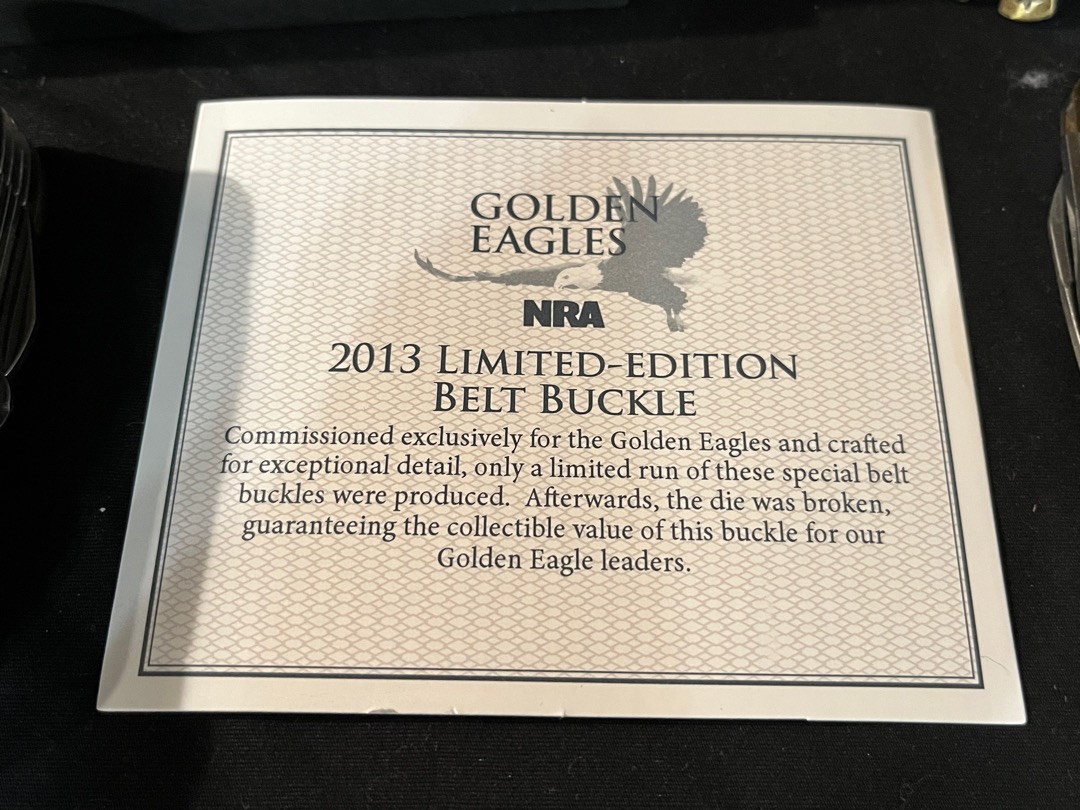 GOLDEN
EAGLES
NRA
2013 LIMITED-EDITION
BELT BUCKLE
Commissioned exclusively for the Golden Eagles and crafted
for exceptional detail, only a limited run of these special belt
buckles were produced.  Afterwards, the die was broken,
guaranteeing the collectible value of this buckle for our
Golden Eagle leaders.